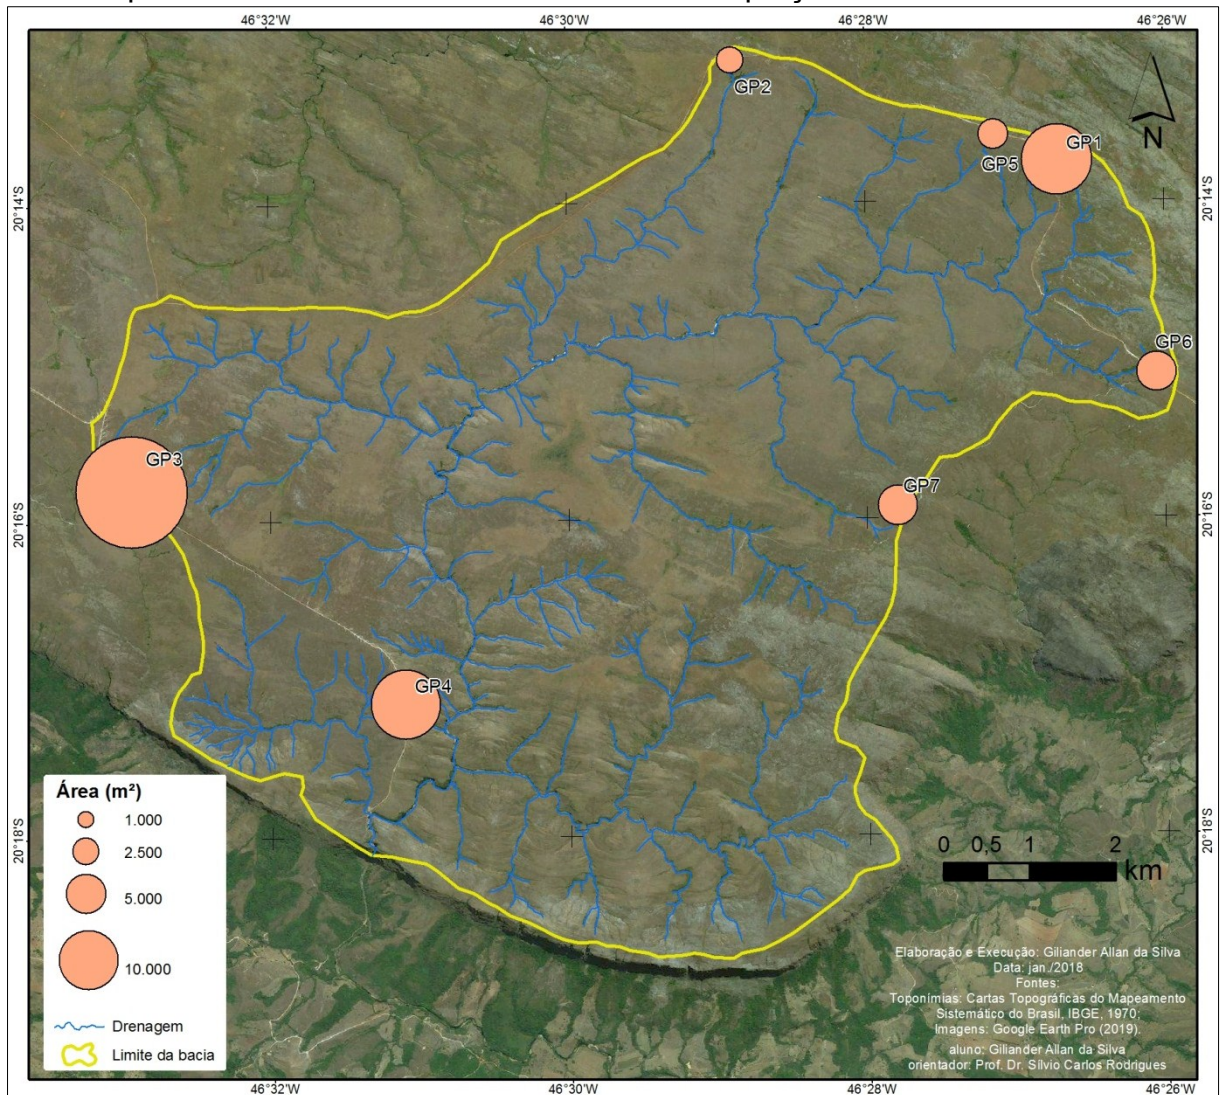 46°32'W 46°30'W 46°28'W 46°26'W
GP2
N
GP1
GP5
20°14'S 20°14'S
GP6
GP3
GP7
20°16'S 20°16'S
GP4
20°18'S 20°18'S
Área (m²)
1.000
2.500
5.000
10.000
Drenagem
Limite da bacia
0 0,5 1 2
km
Elaboração e Execução: Giliander Allan da Silva
Data: jan./2018
Fontes:
Toponímias: Cartas Topográficas do Mapeamento
Sistemático do Brasil, IBGE, 1970;
Imagens: Google Earth Pro (2019).
aluno: Giliander Allan da Silva
orientador: Prof. Dr. Sílvio Carlos Rodrigues
46°32'W 46°30'W 46°28'W 46°26'W